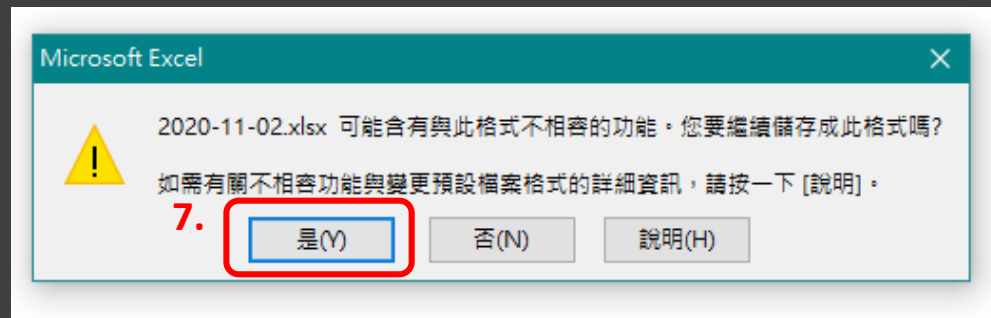 Microsoft Excel
2020-11-02.xlsx 可能含有與此格式不相容的功能。您要繼續儲存成此格式嗎?
如需有關不相容功能與變更預設檔案格式的詳細資訊，請按一下 [說明]。
7.
是(Y) 否(N) 說明(H)